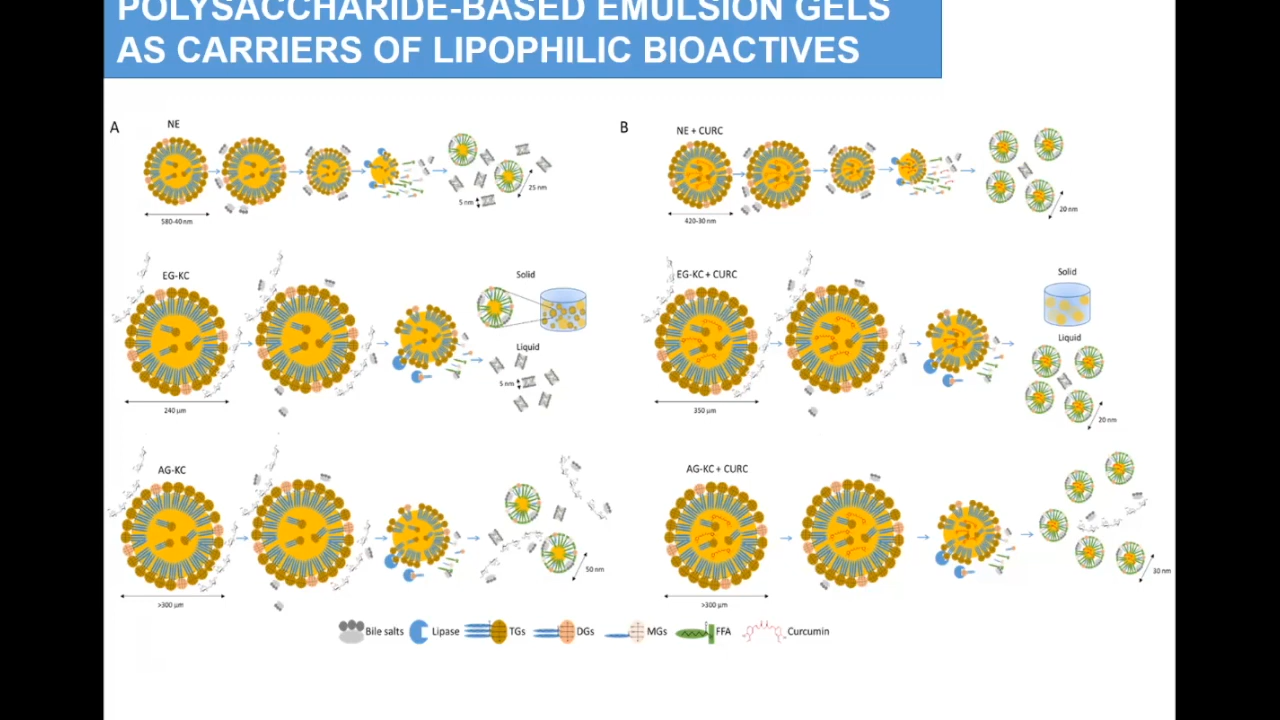 POLYSACCHARIDE-BASED EMULSION GELS
AS CARRIERS OF LIPOPHILIC BIOACTIVES
A
NE
580-40 nm
5 nm
25 nm
EG-KC
240 µm
Solid
Liquid
5 nm
AG-KC
>300 µm
50 nm
B
NE + CURC
420-30 nm
20 nm
EG-KC + CURC
350 µm
Solid
Liquid
20 nm
AG-KC + CURC
>300 µm
30 nm
Bile salts Lipase TGs DGs MGs FFA Curcumin